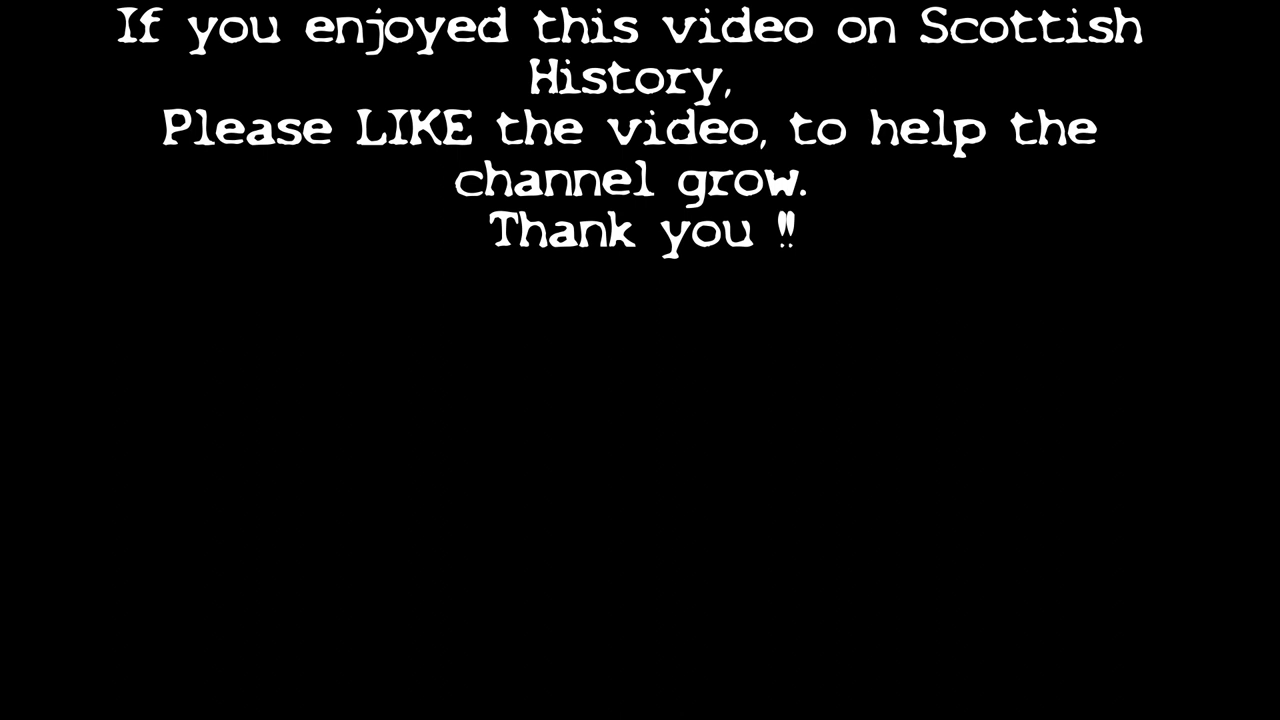 If you enjoyed this video on Scottish
History,
Please LIKE the video, to help the
channel grow.
Thank you !!